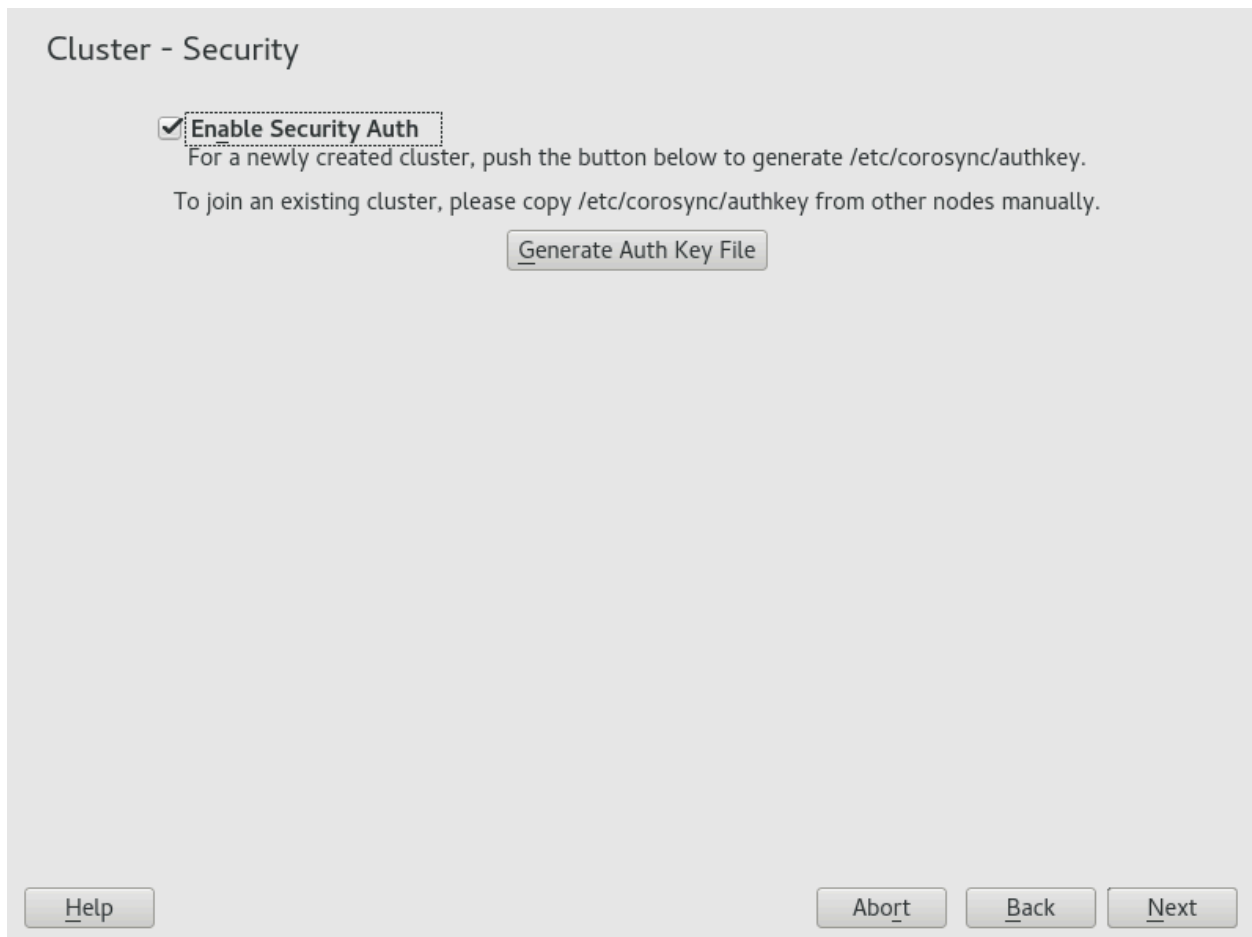 Cluster - Security
Enable Security Auth
For a newly created cluster, push the button below to generate /etc/corosync/authkey.
To join an existing cluster, please copy /etc/corosync/authkey from other nodes manually.
Generate Auth Key File
Help
Abort
Back
Next